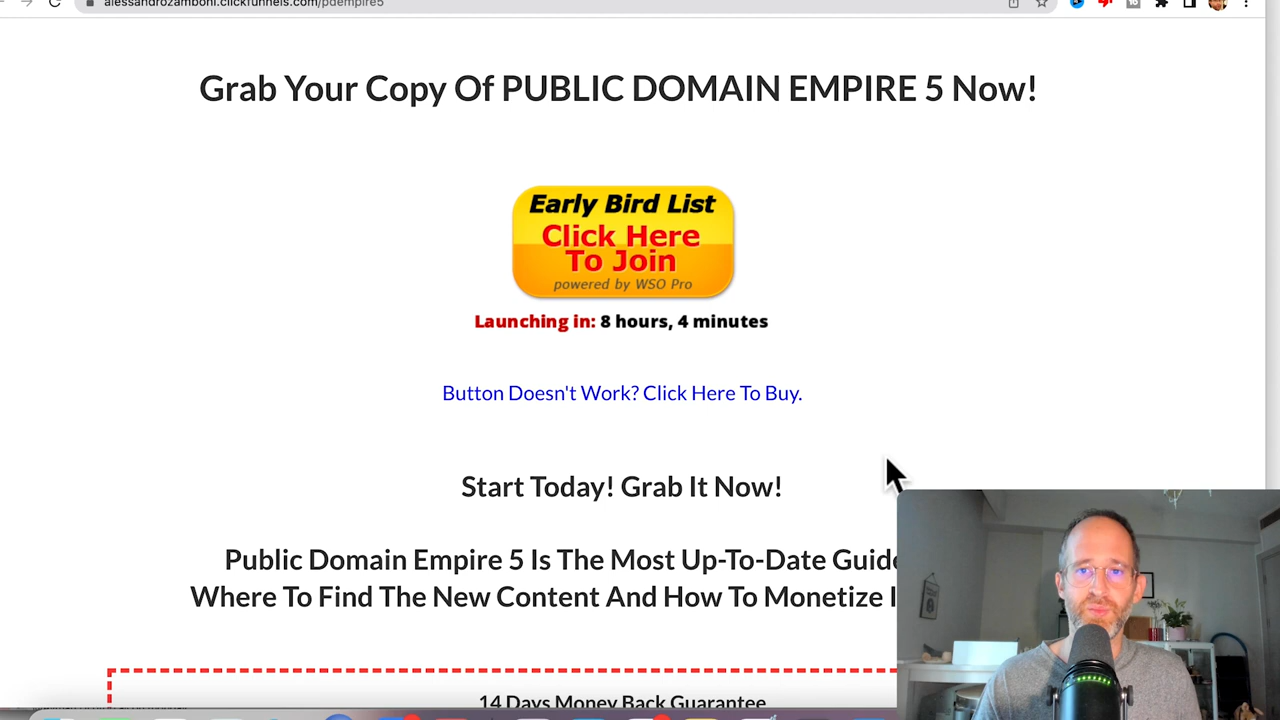 alessandrozamboni.clickfunnels.com/pdempire5
Grab Your Copy Of PUBLIC DOMAIN EMPIRE 5 Now!
Early Bird List
Click Here
To Join
powered by WSO Pro
Launching in: 8 hours, 4 minutes
Button Doesn't Work? Click Here To Buy.
Start Today! Grab It Now!
Public Domain Empire 5 Is The Most Up-To-Date Guide
Where To Find The New Content And How To Monetize
14 Days Money Back Guarantee